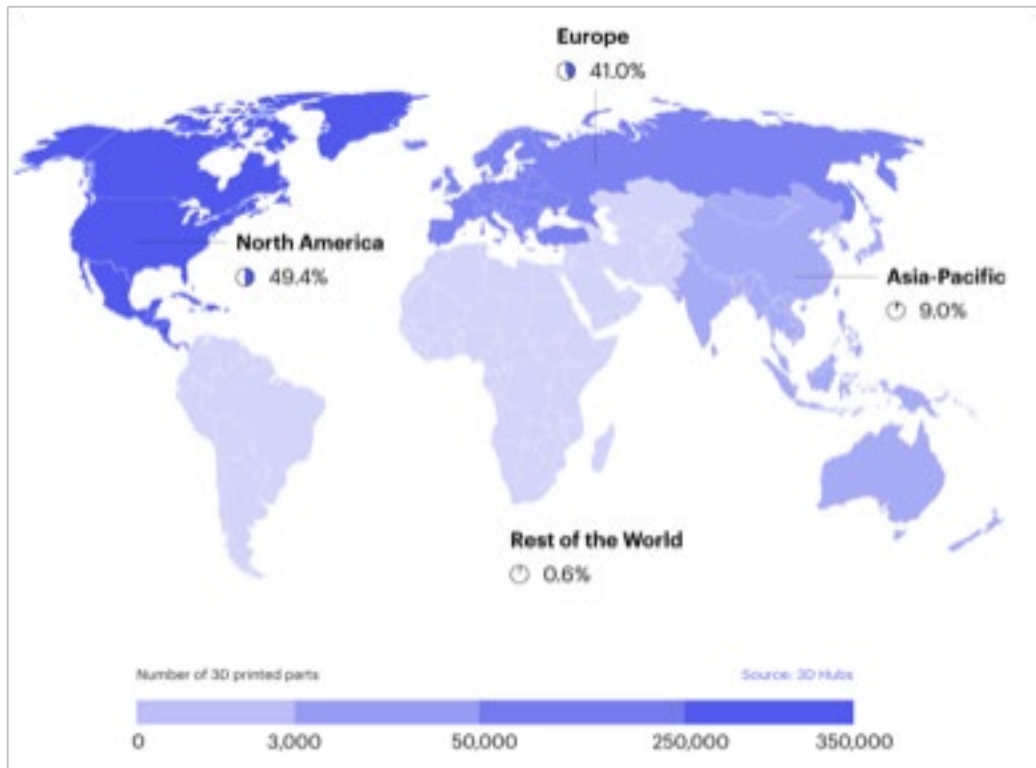 Europe
41.0%
North America
49.4%
Asia-Pacific
9.0%
Rest of the World
0.6%
Number of 3D printed parts
Source: 3D Hubs
0
3,000
50,000
250,000
350,000